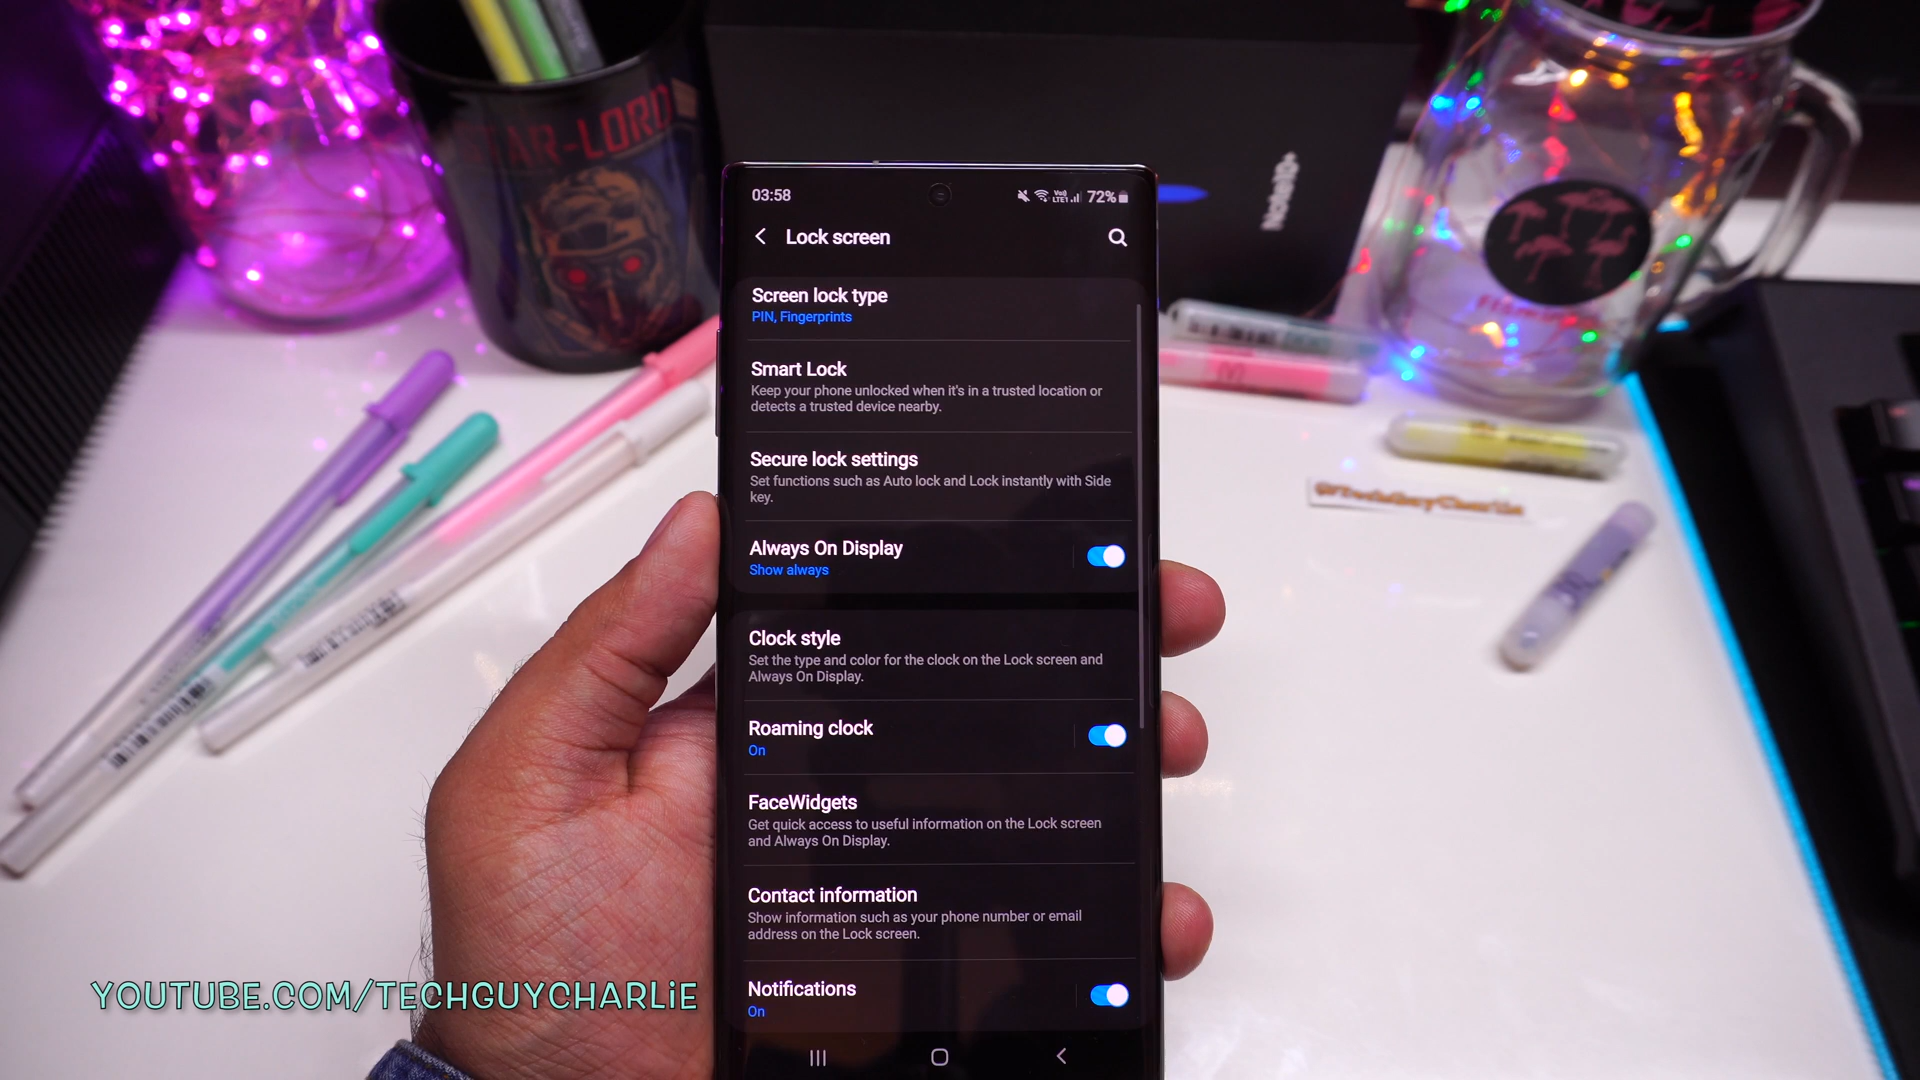 STAR-LORD
Note10+
03:58
72%
Lock screen
Screen lock type
PIN, Fingerprints
Smart Lock
Keep your phone unlocked when it's in a trusted location or
detects a trusted device nearby.
Secure lock settings
Set functions such as Auto lock and Lock instantly with Side
key.
Always On Display
Show always
Clock style
Set the type and color for the clock on the Lock screen and
Always On Display.
Roaming clock
On
FaceWidgets
Get quick access to useful information on the Lock screen
and Always On Display.
Contact information
Show information such as your phone number or email
address on the Lock screen.
Notifications
On
@TechGuyCharlie
YOUTUBE.COM/TECHGUYCHARLiE